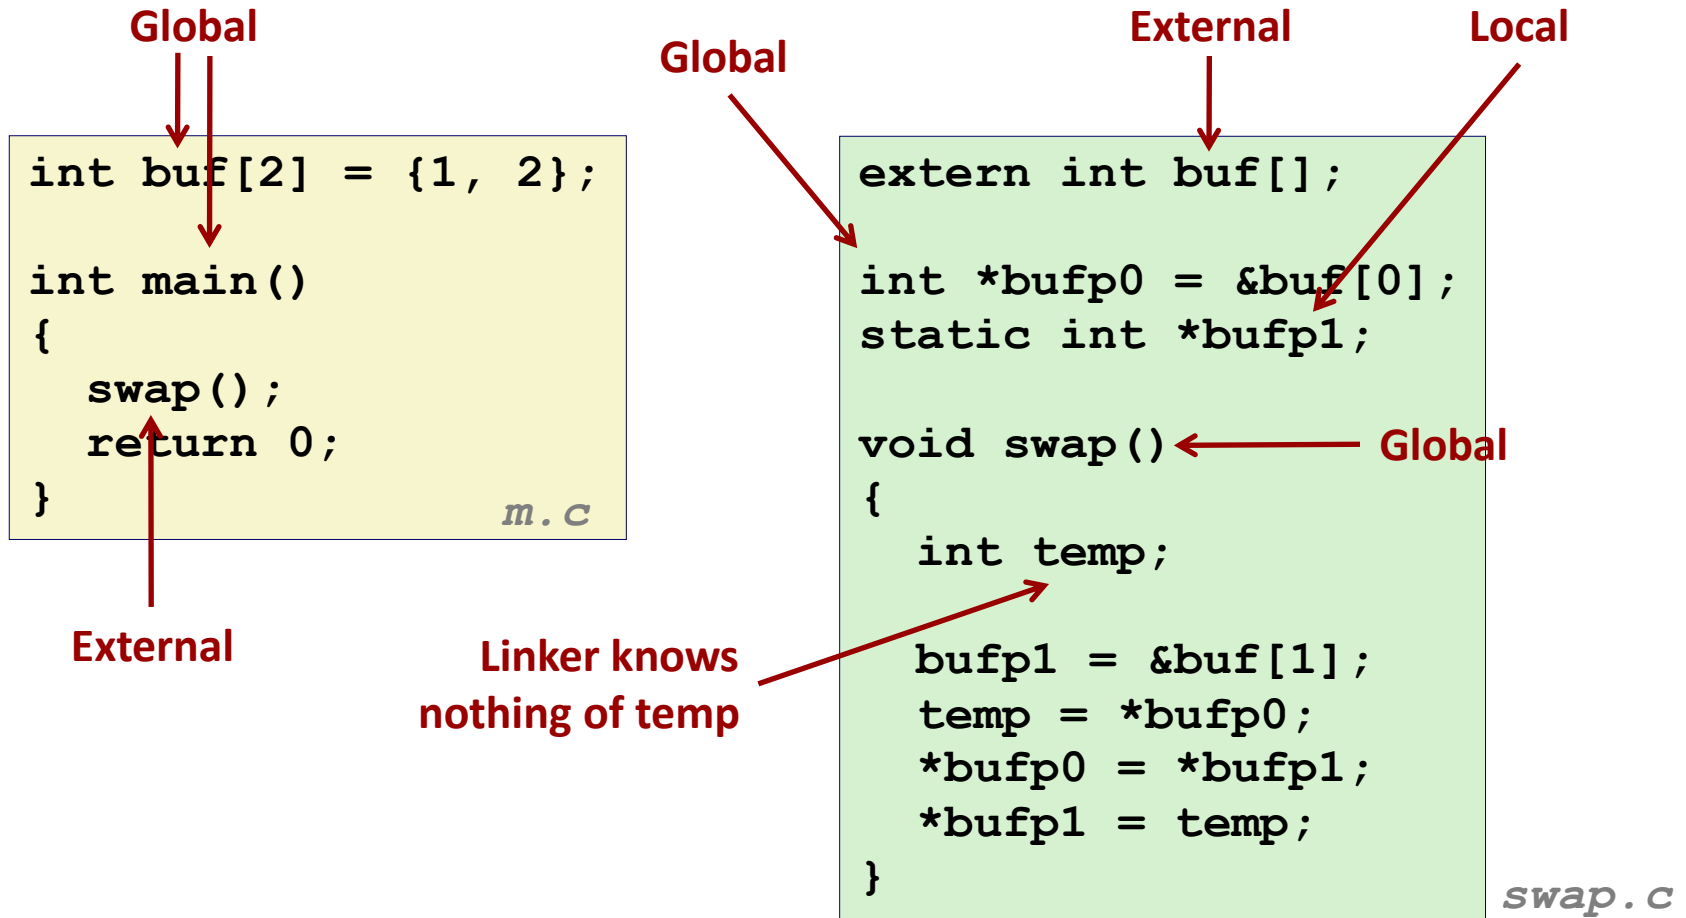 Global
int buf[2] = {1, 2};
int main()
{
swap();
return 0;
}
m.c
External
Global
External
Local
extern int buf[];
int *bufp0 = &buf[0];
static int *bufp1;
void swap()
Global
{
int temp;
Linker knows
nothing of temp
bufp1 = &buf[1];
temp = *bufp0;
*bufp0 = *bufp1;
*bufp1 = temp;
}
swap.c